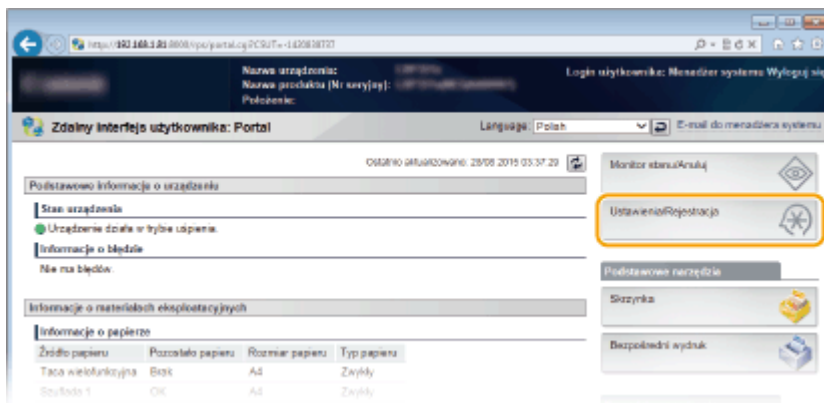 Nazwa urządzenia:
Nazwa produktu (Nr seryjny):
Położenie:
Login użytkownika: Menedżer systemu Wyloguj się
Zdalny interfejs użytkownika: Portal
Language: Polish
E-mail do menadżera systemu
Ostatnio aktualizowano: 28/08 2015 03:37:29
Monitor stanu/Anuluj
Podstawowe informacje o urządzeniu
Stan urządzenia
Urządzenie działa w trybie uśpienia.
Ustawienia/Rejestracja
Informacje o błędzie
Nie ma błędów.
Podstawowe narzędzia
Informacje o materiałach eksploatacyjnych
Skrzynka
Informacje o papierze
Źródło papieru Pozostało papieru Rozmiar papieru Typ papieru
Bezpośredni wydruk
Taca wielofunkcyjna Brak A4 Zwykły
Szuflada 1 OK A4 Zwykły